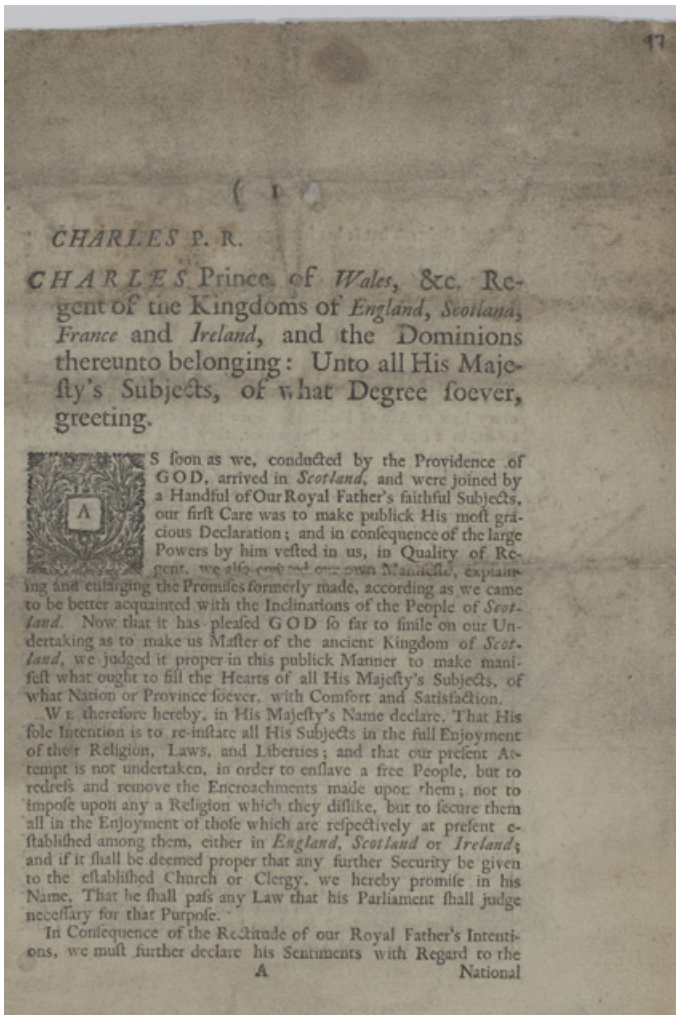 97
( 1
CHARLES P. R.
CHARLES Prince of Wales, &c. Re-
gent of the Kingdoms of England, Scotland,
France and Ireland, and the Dominions
thereunto belonging: Unto all His Maje-
ſty's Subjects, of what Degree ſoever,
greeting.
AS ſoon as we, conducted by the Providence of
GOD, arrived in Scotland, and were joined by
a Handful of Our Royal Father's faithful Subjects,
our firſt Care was to make publick His moſt gra-
cious Declaration; and in conſequence of the large
Powers by him veſted in us, in Quality of Re-
gent, we alſo our own Manifeſto, explain-
ing and enlarging the Promiſes formerly made, according as we came
to be better acquainted with the Inclinations of the People of Scot-
land. Now that it has pleaſed GOD ſo far to ſmile on our Un-
dertaking as to make us Maſter of the ancient Kingdom of Scot-
land, we judged it proper in this publick Manner to make mani-
feſt what ought to fill the Hearts of all His Majeſty's Subjects, of
what Nation or Province ſoever, with Comfort and Satisfaction.
WE therefore hereby, in His Majeſty's Name declare, That His
ſole Intention is to re-inſtate all His Subjects in the full Enjoyment
of their Religion, Laws, and Liberties; and that our preſent At-
tempt is not undertaken, in order to enſlave a free People, but to
redreſs and remove the Encroachments made upon them; not to
impoſe upon any a Religion which they diſlike, but to ſecure them
all in the Enjoyment of thoſe which are reſpectively at preſent e-
ſtabliſhed among them, either in England, Scotland or Ireland;
and if it ſhall be deemed proper that any further Security be given
to the eſtabliſhed Church or Clergy, we hereby promiſe in his
Name, That he ſhall paſs any Law that his Parliament ſhall judge
neceſſary for that Purpoſe.
In Conſequence of the Rectitude of our Royal Father's Intenti-
ons, we muſt further declare his Sentiments with Regard to the
A National